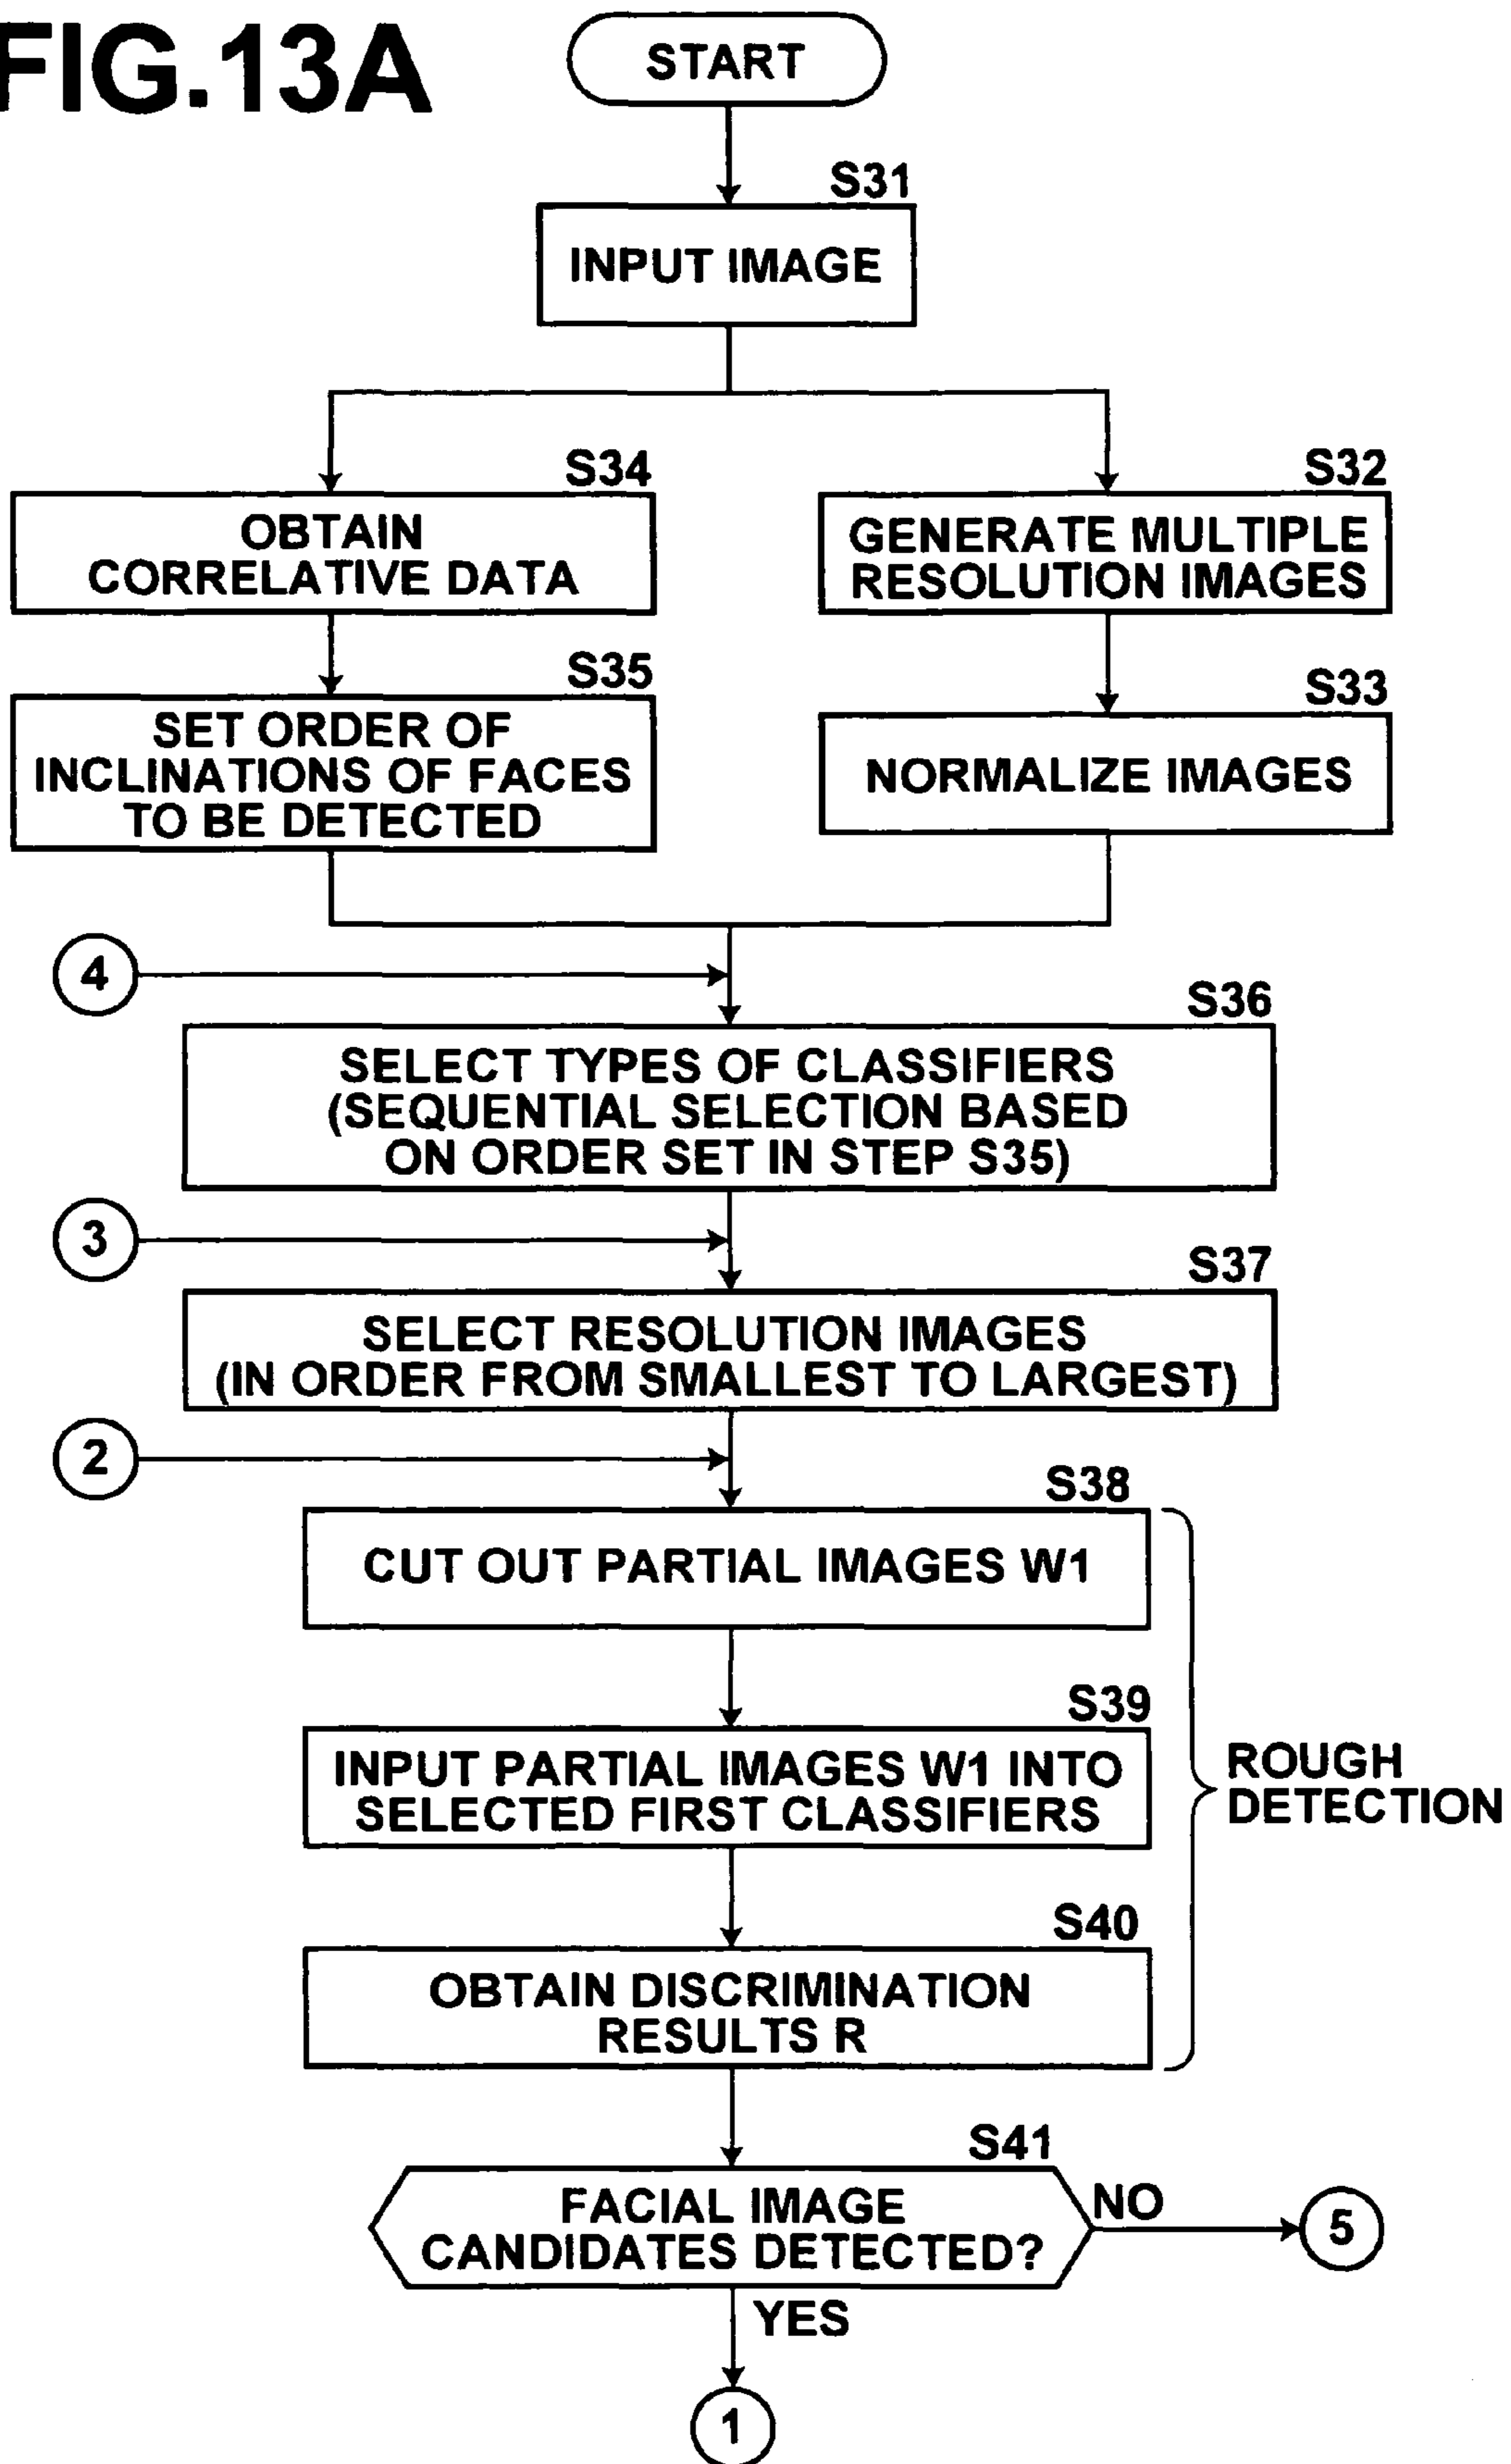 FIG.13A
START
S31
INPUT IMAGE
S34
OBTAIN
CORRELATIVE DATA
S32
GENERATE MULTIPLE
RESOLUTION IMAGES
S35
SET ORDER OF
INCLINATIONS OF FACES
TO BE DETECTED
S33
NORMALIZE IMAGES
4
S36
SELECT TYPES OF CLASSIFIERS
(SEQUENTIAL SELECTION BASED
ON ORDER SET IN STEP S35)
3
S37
SELECT RESOLUTION IMAGES
(IN ORDER FROM SMALLEST TO LARGEST)
2
S38
CUT OUT PARTIAL IMAGES W1
S39
INPUT PARTIAL IMAGES W1 INTO
SELECTED FIRST CLASSIFIERS
ROUGH
DETECTION
S40
OBTAIN DISCRIMINATION
RESULTS R
S41
FACIAL IMAGE
CANDIDATES DETECTED?
NO
5
YES
1